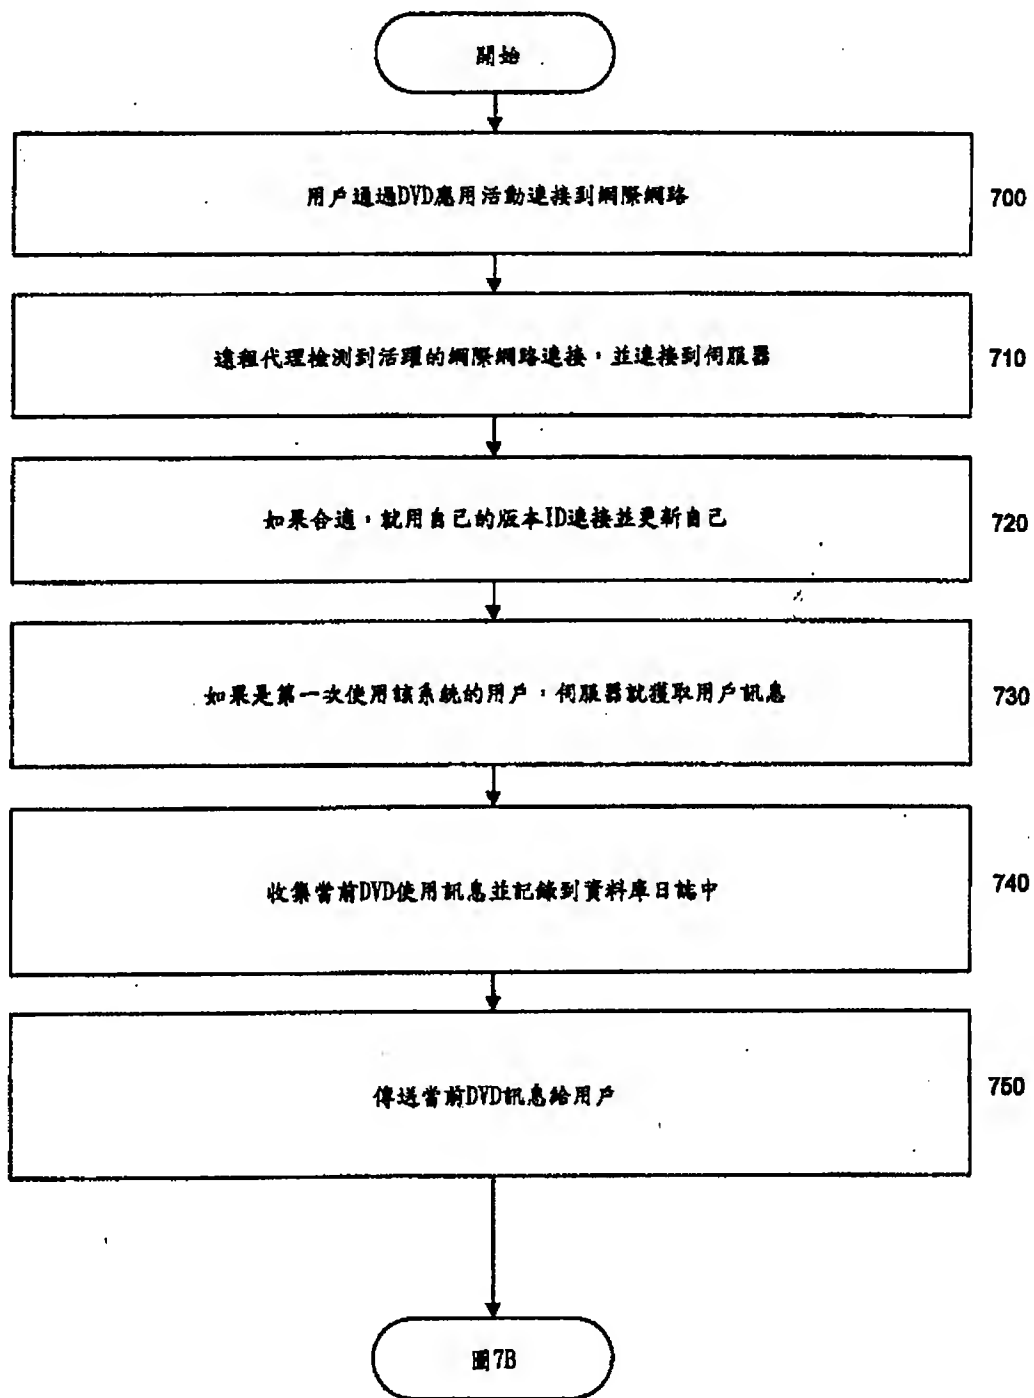 開始
用戶通過DVD應用活動連接到網際網路
700
遠程代理檢測到活躍的網際網路連接，並連接到伺服器
710
如果合適，就用自己的版本ID連接並更新自己
720
如果是第一次使用該系統的用戶，伺服器就獲取用戶訊息
730
收集當前DVD使用訊息並記錄到資料庫日誌中
740
傳送當前DVD訊息給用戶
750
圖7B